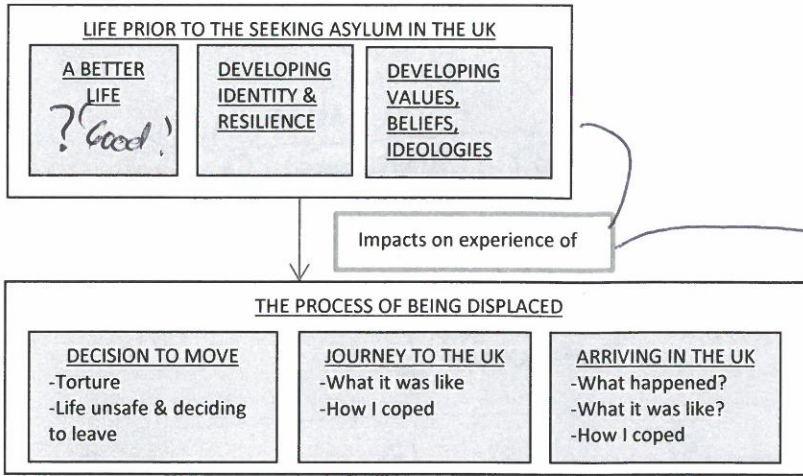 LIFE PRIOR TO THE SEEKING ASYLUM IN THE UK
A BETTER
LIFE
? (Good!
DEVELOPING
IDENTITY &
RESILIENCE
DEVELOPING
VALUES,
BELIEFS,
IDEOLOGIES
Impacts on experience of
THE PROCESS OF BEING DISPLACED
DECISION TO MOVE
-Torture
-Life unsafe & deciding
to leave
JOURNEY TO THE UK
-What it was like
-How I coped
ARRIVING IN THE UK
-What happened?
-What it was like?
-How I coped